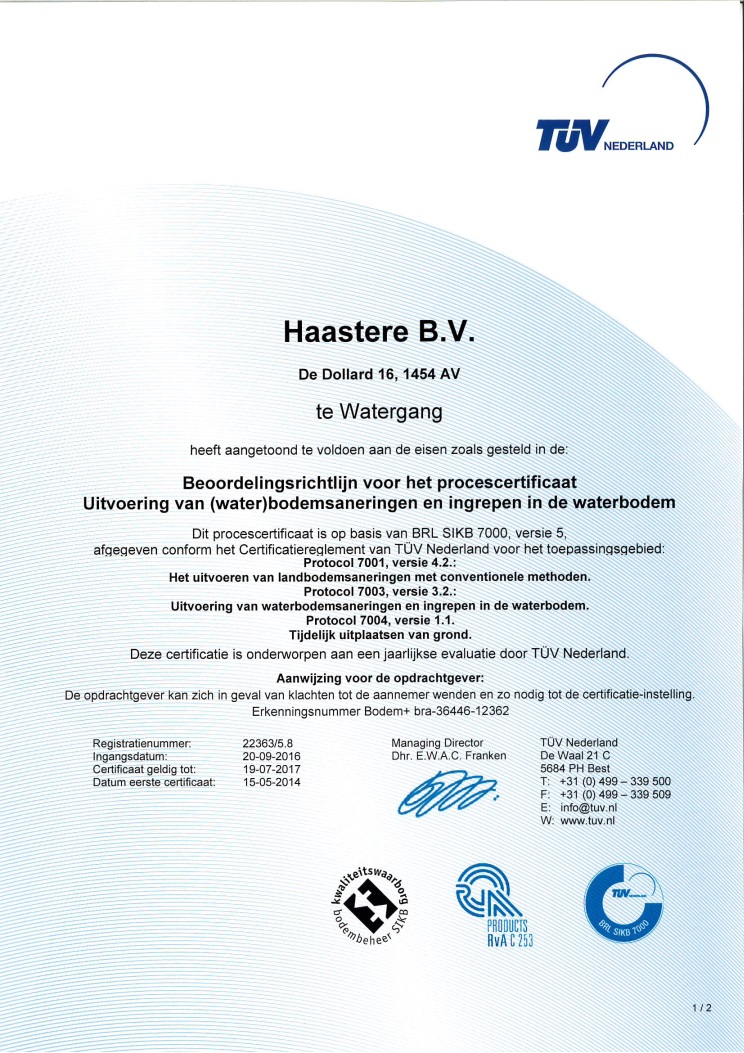 TÜV NEDERLAND
Haastere B.V.
De Dollard 16, 1454 AV
te Watergang
heeft aangetoond te voldoen aan de eisen zoals gesteld in de:
Beoordelingsrichtlijn voor het procescertificaat
Uitvoering van (water)bodemsaneringen en ingrepen in de waterbodem
Dit procescertificaat is op basis van BRL SIKB 7000, versie 5,
afgegeven conform het Certificatiereglement van TÜV Nederland voor het toepassingsgebied:
Protocol 7001, versie 4.2.:
Het uitvoeren van landbodemsaneringen met conventionele methoden.
Protocol 7003, versie 3.2.:
Uitvoering van waterbodemsaneringen en ingrepen in de waterbodem.
Protocol 7004, versie 1.1.
Tijdelijk uitplaatsen van grond.
Deze certificatie is onderworpen aan een jaarlijkse evaluatie door TÜV Nederland.
Aanwijzing voor de opdrachtgever:
De opdrachtgever kan zich in geval van klachten tot de aannemer wenden en zo nodig tot de certificatie-instelling.
Erkenningsnummer Bodem+ bra-36446-12362
Registratienummer: 22363/5.8
Ingangsdatum: 20-09-2016
Certificaat geldig tot: 19-07-2017
Datum eerste certificaat: 15-05-2014
Managing Director
Dhr. E.W.A.C. Franken
TÜV Nederland
De Waal 21 C
5684 PH Best
T: +31 (0) 499 – 339 500
F: +31 (0) 499 – 339 509
E: info@tuv.nl
W: www.tuv.nl
kwaliteitswaarborg
bodembeheer SIKB
PRODUCTS
RvA C 253
TÜV
BRL SIKB 7000
1 / 2